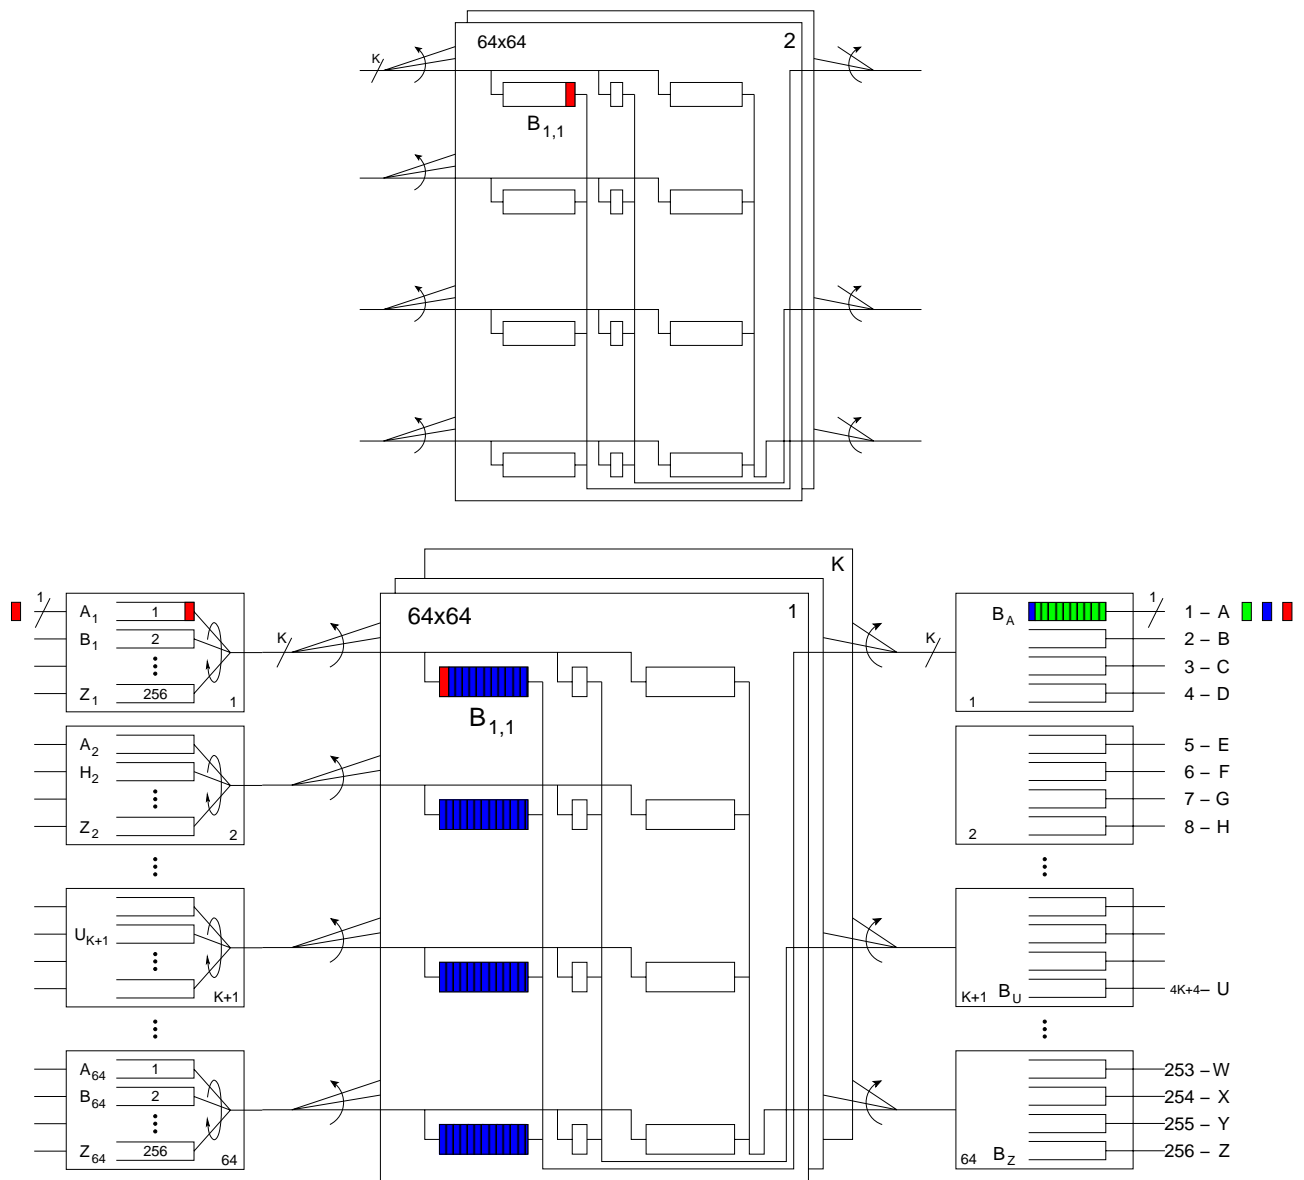 64x64 2
K
B1,1
K
64x64 1
1
A1 1
B1 2
Z1 256
1
K
B1,1
A2
H2
Z2
2
UK+1
K+1
A64 1
B64 2
Z64 256
64
K
BA
1
1 – A
2 – B
3 – C
4 – D
1
5 – E
6 – F
7 – G
8 – H
2
K+1 BU
4K+4– U
253 – W
254 – X
255 – Y
256 – Z
64 BZ